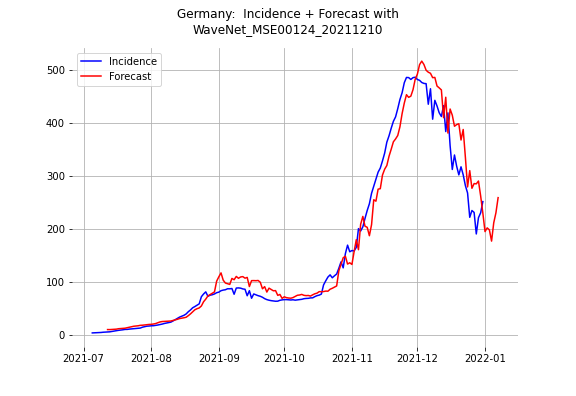 Germany:  Incidence + Forecast with
WaveNet_MSE00124_20211210
Incidence
Forecast
500
400
300
200
100
0
2021-07 2021-08 2021-09 2021-10 2021-11 2021-12 2022-01